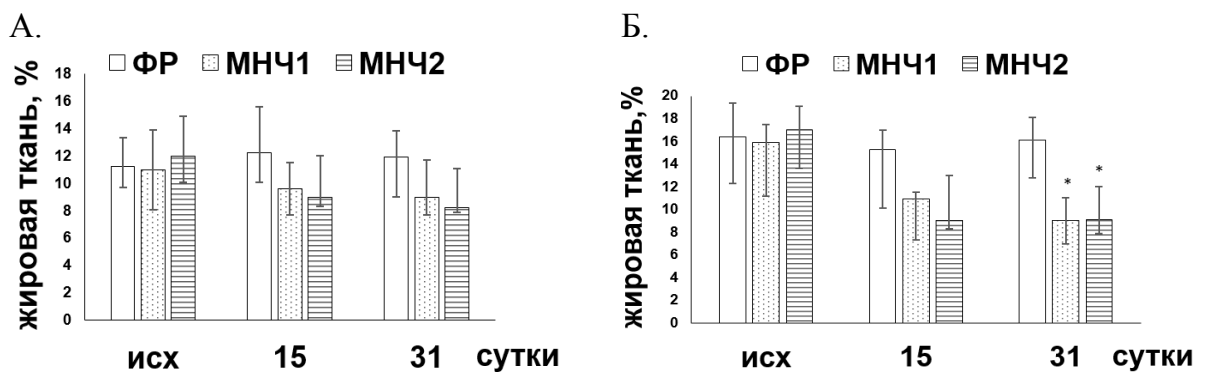 А.
ФР МНЧ1 МНЧ2
жировая ткань, %
18
16
14
12
10
8
6
4
2
0
исх 15 31 сутки
Б.
ФР МНЧ1 МНЧ2
жировая ткань,%
20
18
16
14
12
10
8
6
4
2
0
* *
исх 15 31 сутки